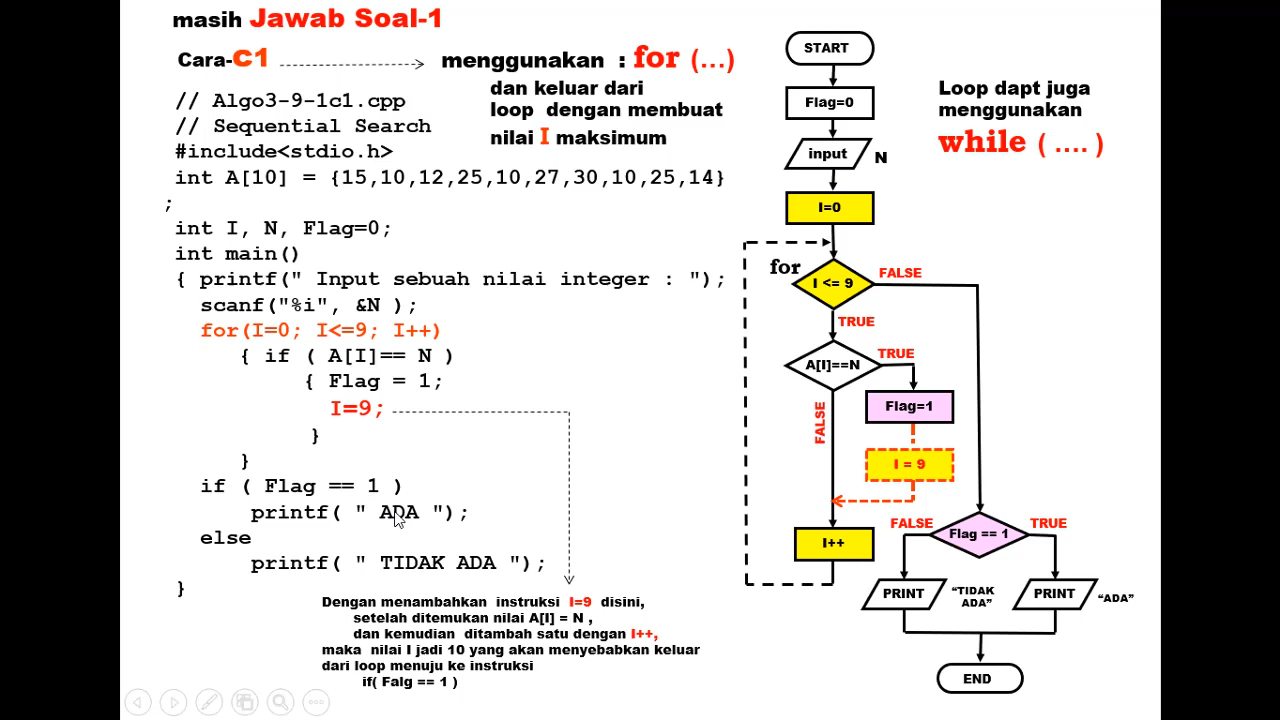 masih Jawab Soal-1
Cara-C1
menggunakan : for (...)
dan keluar dari
loop dengan membuat
nilai I maksimum
// Algo3-9-1c1.cpp
// Sequential Search
#include<stdio.h>
int A[10] = {15,10,12,25,10,27,30,10,25,14}
;
int I, N, Flag=0;
int main()
{ printf(" Input sebuah nilai integer : ");
scanf("%i", &N );
for(I=0; I<=9; I++)
{ if ( A[I]== N )
{ Flag = 1;
I=9;
}
}
if ( Flag == 1 )
printf( " ADA ");
else
printf( " TIDAK ADA ");
}
Dengan menambahkan instruksi I=9 disini,
setelah ditemukan nilai A[I] = N ,
dan kemudian ditambah satu dengan I++,
maka nilai I jadi 10 yang akan menyebabkan keluar
dari loop menuju ke instruksi
if( Falg == 1 )
START
Flag=0
input N
I=0
for
I <= 9
FALSE
TRUE
A[I]==N
TRUE
FALSE
Flag=1
I = 9
I++
Flag == 1
FALSE
TRUE
PRINT
"TIDAK
ADA"
PRINT
"ADA"
END
Loop dapt juga
menggunakan
while ( .... )